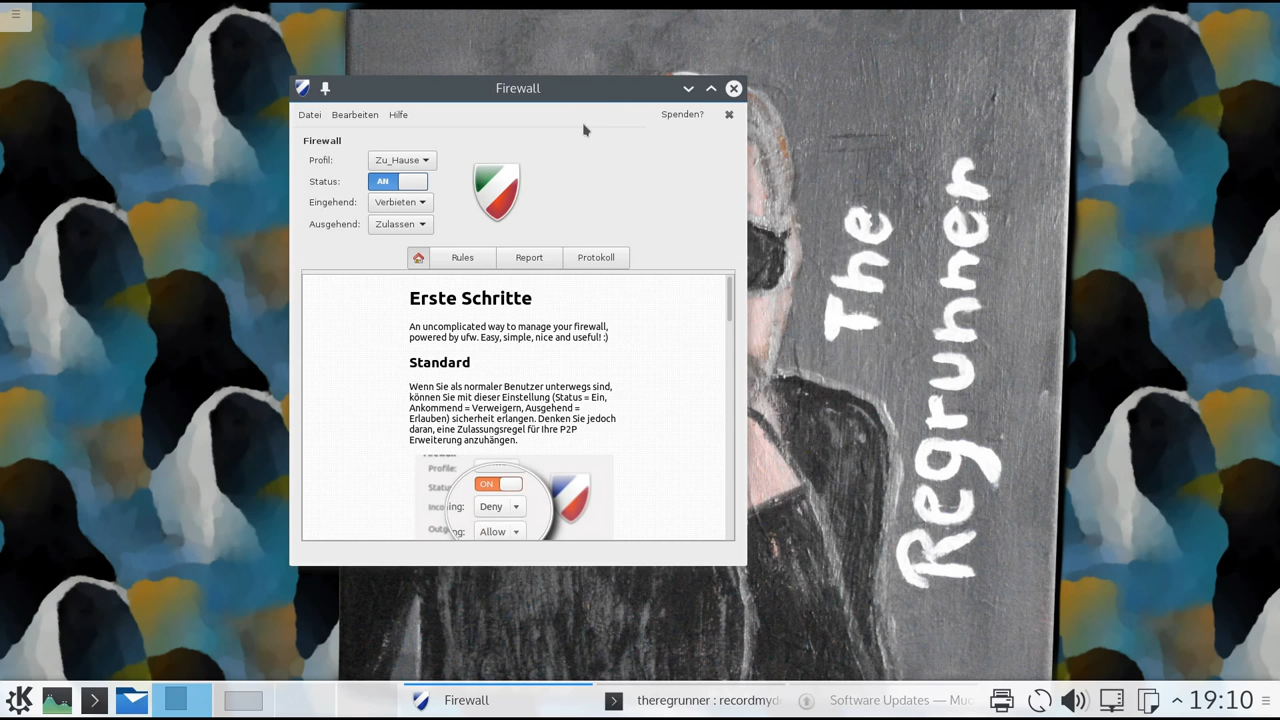 Firewall
Datei Bearbeiten Hilfe Spenden?
Firewall
Profil: Zu_Hause
Status: AN
Eingehend: Verbieten
Ausgehend: Zulassen
Rules Report Protokoll
Erste Schritte
An uncomplicated way to manage your firewall,
powered by ufw. Easy, simple, nice and useful! :)
Standard
Wenn Sie als normaler Benutzer unterwegs sind,
können Sie mit dieser Einstellung (Status = Ein,
Ankommend = Verweigern, Ausgehend =
Erlauben) sicherheit erlangen. Denken Sie jedoch
daran, eine Zulassungsregel für Ihre P2P
Erweiterung anzuhängen.
Profile:
ON
Deny
Allow
The
Regrunner
Firewall
theregrunner : recordmyd
Software Updates — Muo
19:10